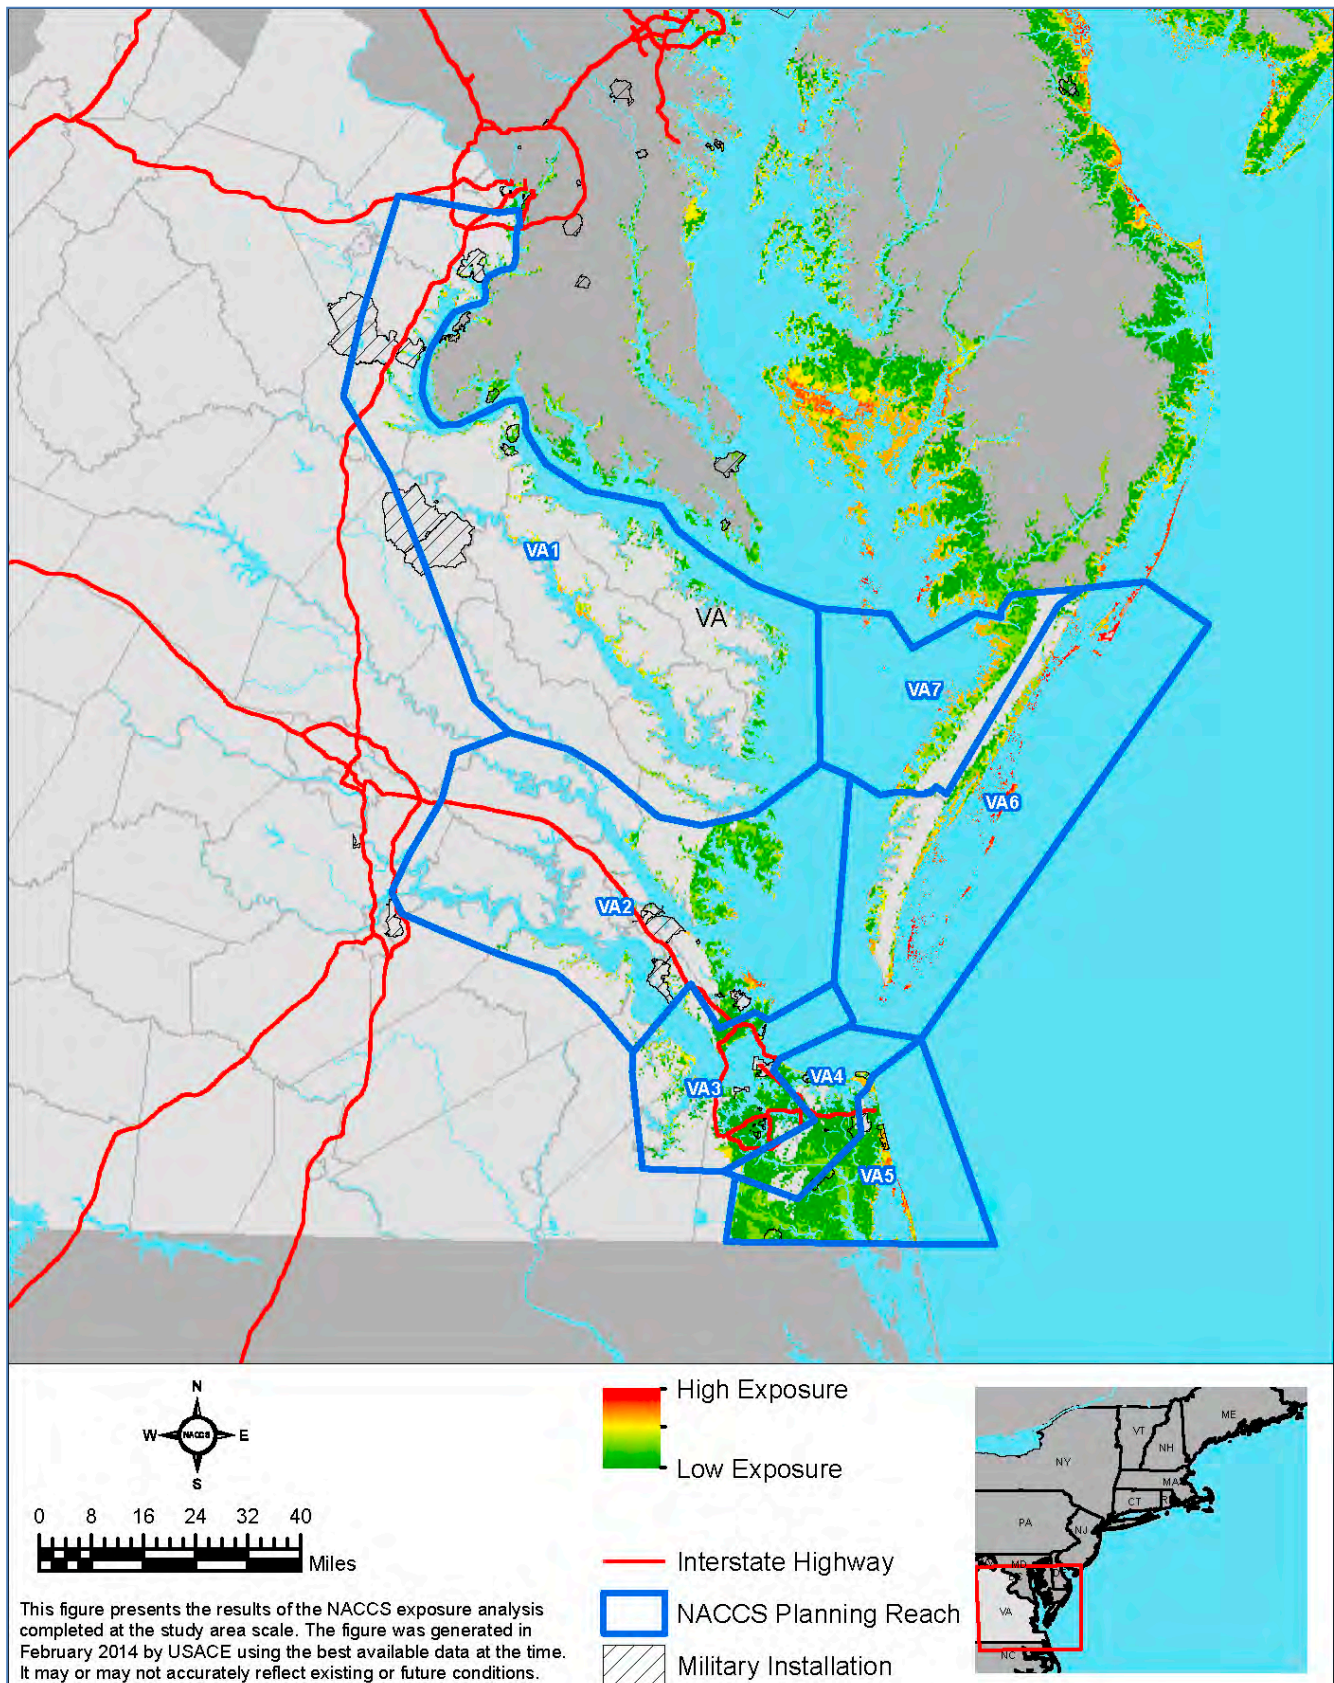 VA1
VA
VA7
VA6
VA2
VA3
VA4
VA5
N
W NACCS E
S
0 8 16 24 32 40
Miles
This figure presents the results of the NACCS exposure analysis
completed at the study area scale. The figure was generated in
February 2014 by USACE using the best available data at the time.
It may or may not accurately reflect existing or future conditions.
High Exposure
Low Exposure
Interstate Highway
NACCS Planning Reach
Military Installation
ME
VT
NH
NY
MA
CT
PA
NJ
MD
VA
NC